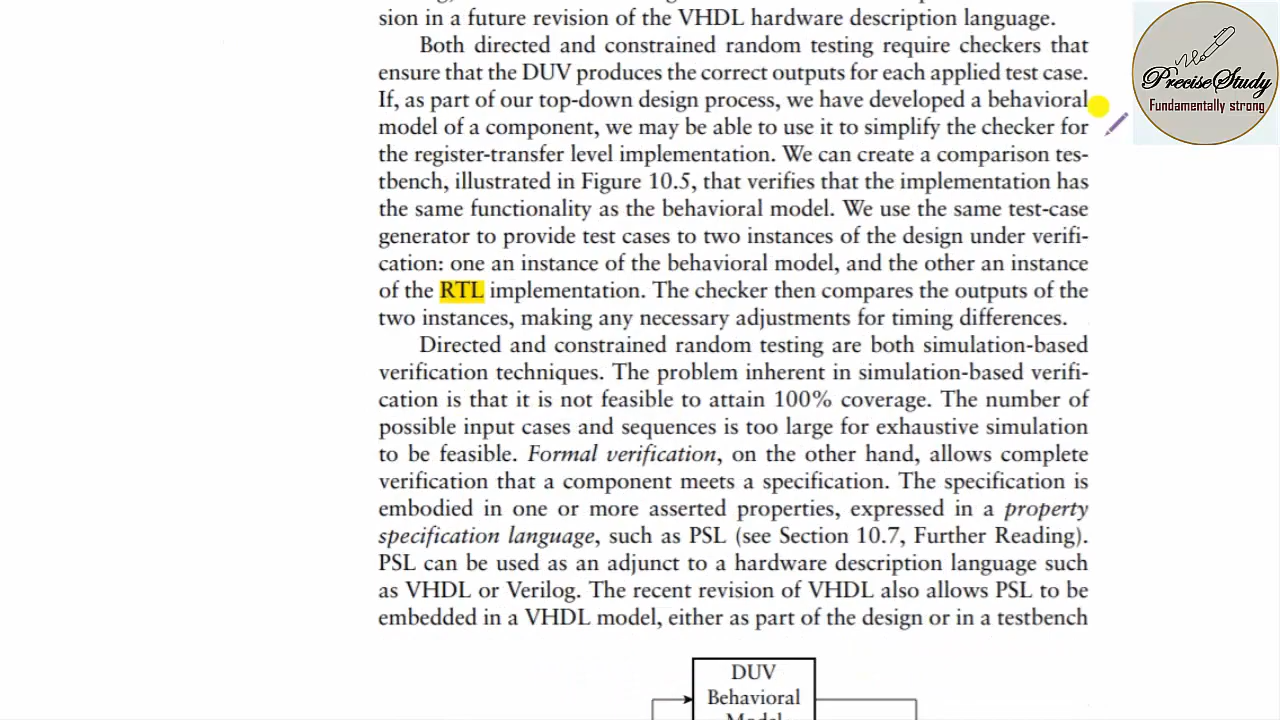 sion in a future revision of the VHDL hardware description language.
Both directed and constrained random testing require checkers that
ensure that the DUV produces the correct outputs for each applied test case.
If, as part of our top-down design process, we have developed a behavioral
model of a component, we may be able to use it to simplify the checker for
the register-transfer level implementation. We can create a comparison tes-
tbench, illustrated in Figure 10.5, that verifies that the implementation has
the same functionality as the behavioral model. We use the same test-case
generator to provide test cases to two instances of the design under verifi-
cation: one an instance of the behavioral model, and the other an instance
of the RTL implementation. The checker then compares the outputs of the
two instances, making any necessary adjustments for timing differences.
Directed and constrained random testing are both simulation-based
verification techniques. The problem inherent in simulation-based verifi-
cation is that it is not feasible to attain 100% coverage. The number of
possible input cases and sequences is too large for exhaustive simulation
to be feasible. Formal verification, on the other hand, allows complete
verification that a component meets a specification. The specification is
embodied in one or more asserted properties, expressed in a property
specification language, such as PSL (see Section 10.7, Further Reading).
PSL can be used as an adjunct to a hardware description language such
as VHDL or Verilog. The recent revision of VHDL also allows PSL to be
embedded in a VHDL model, either as part of the design or in a testbench
DUV
Behavioral
Model
PreciseStudy
Fundamentally strong